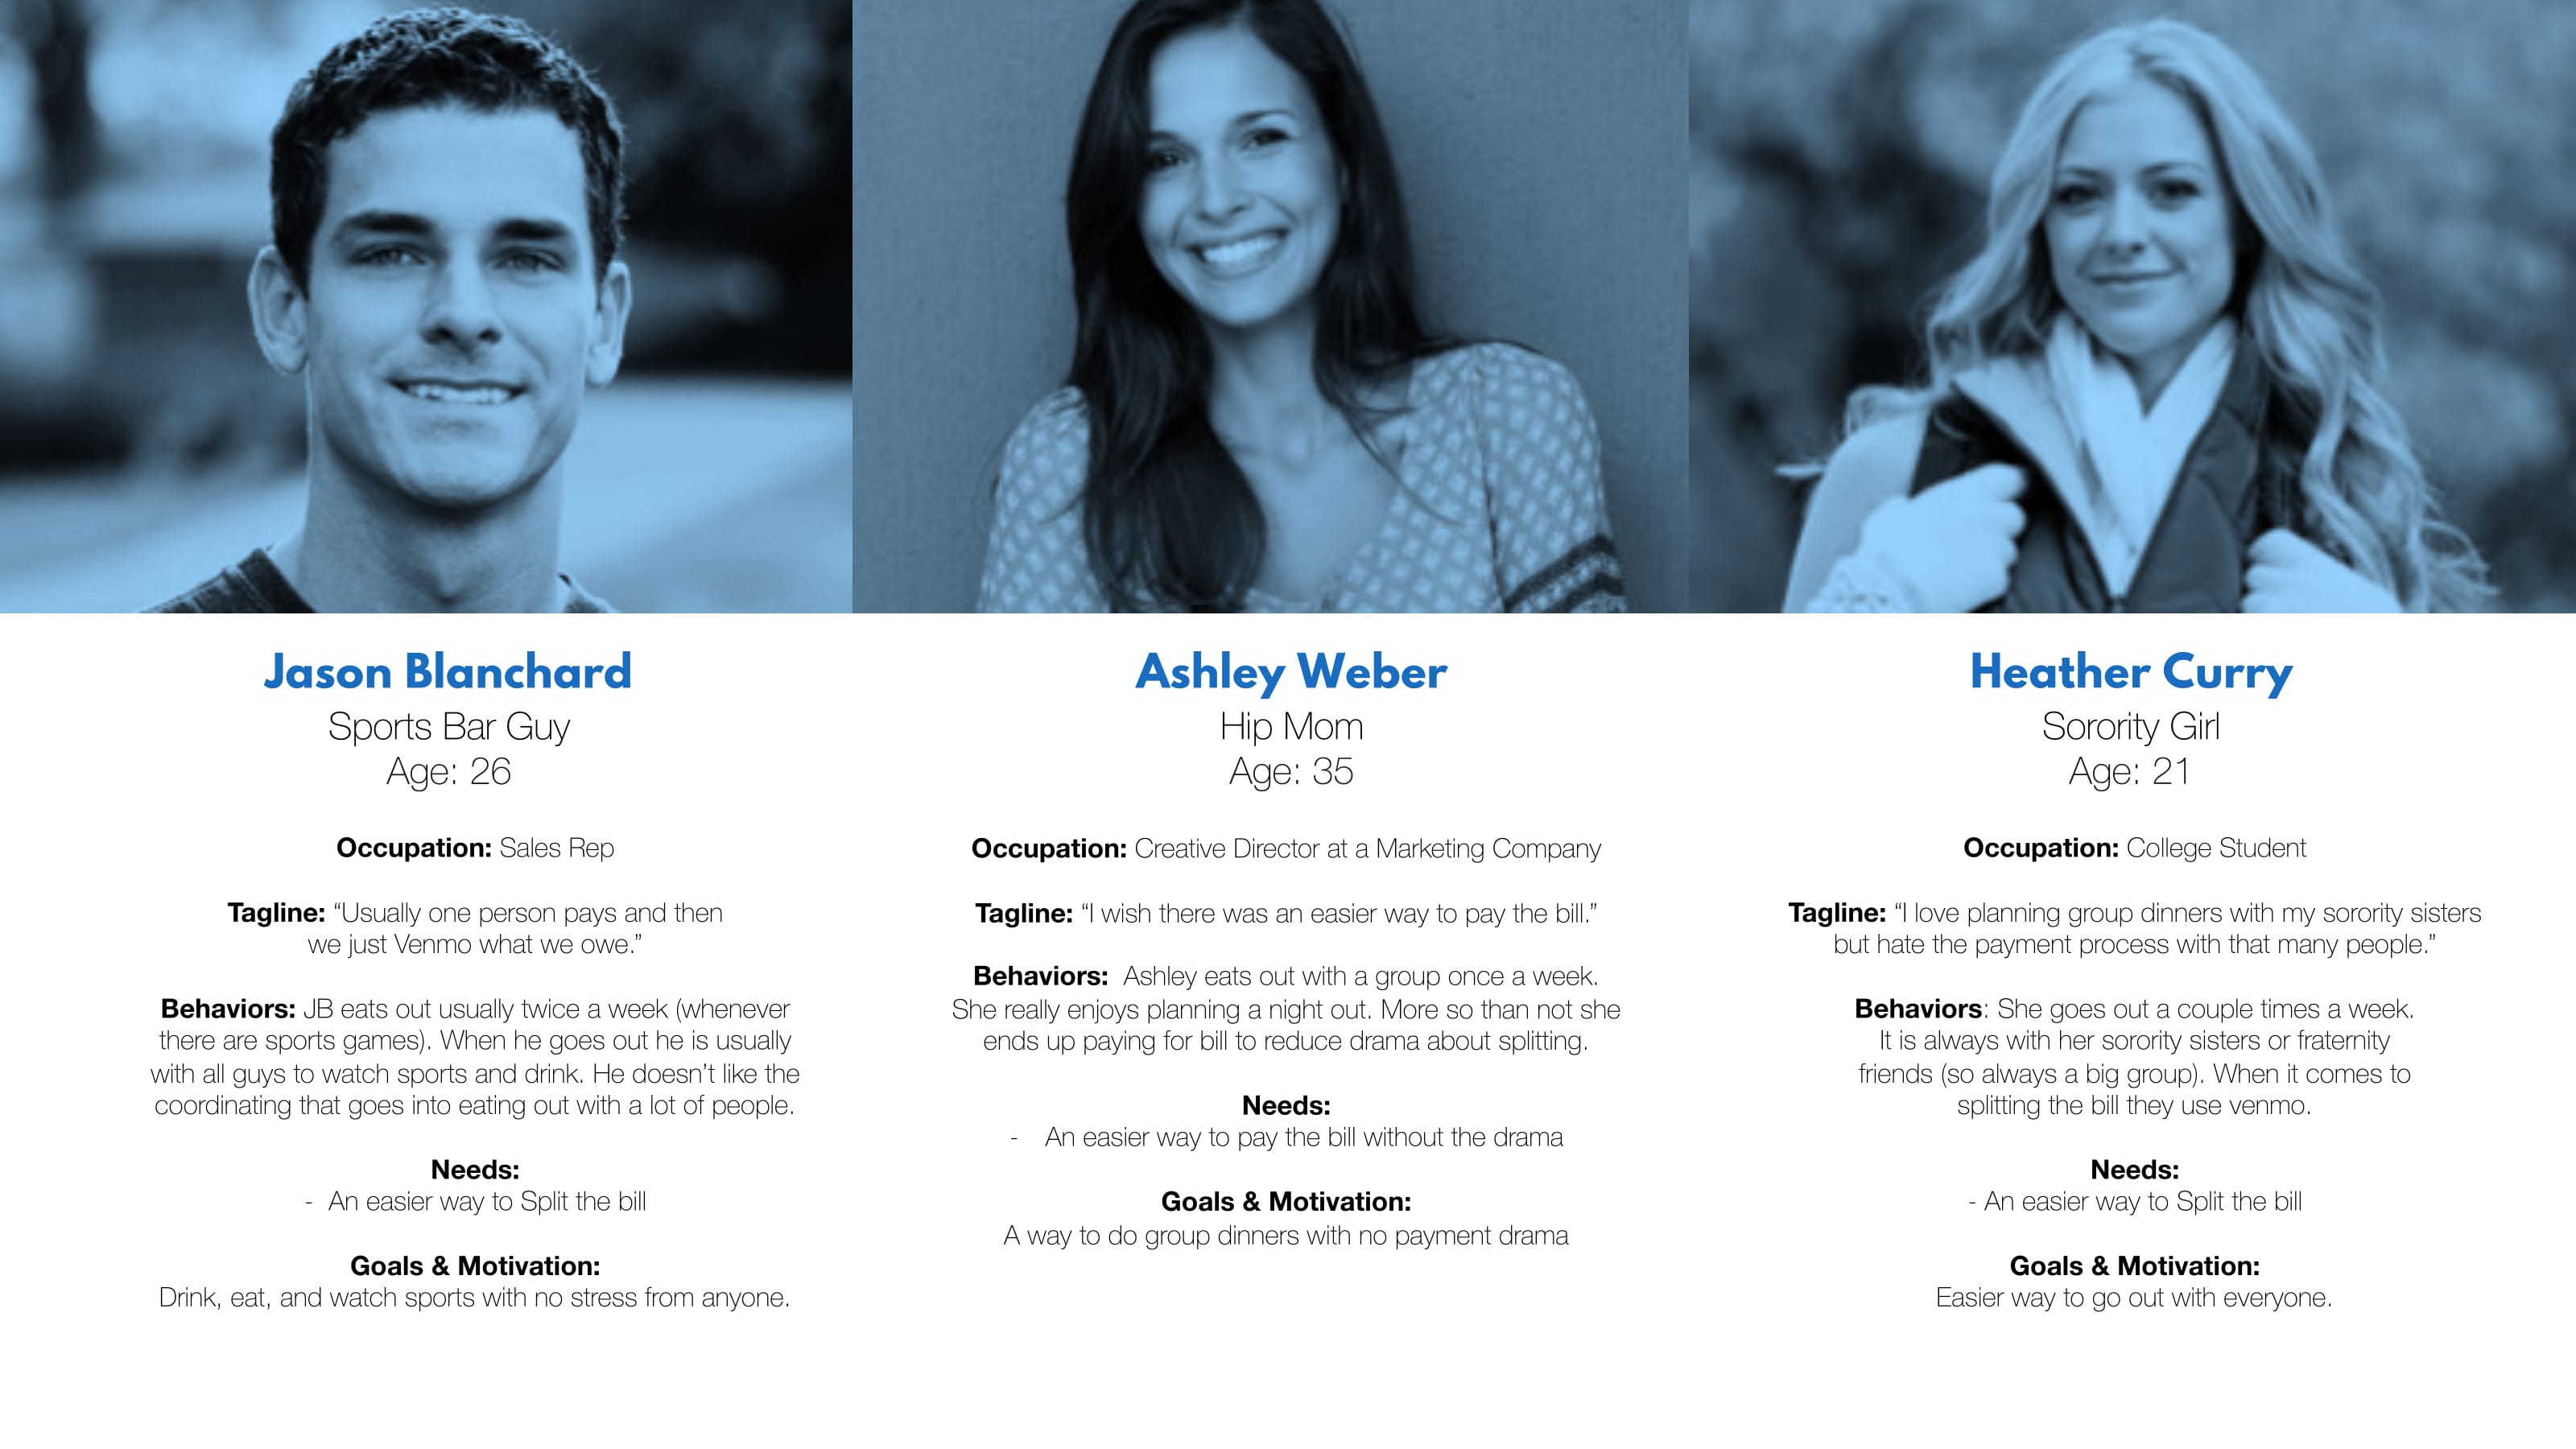 Jason Blanchard
Sports Bar Guy
Age: 26
Occupation: Sales Rep
Tagline: “Usually one person pays and then
we just Venmo what we owe.”
Behaviors: JB eats out usually twice a week (whenever
there are sports games). When he goes out he is usually
with all guys to watch sports and drink. He doesn’t like the
coordinating that goes into eating out with a lot of people.
Needs:
- An easier way to Split the bill
Goals & Motivation:
Drink, eat, and watch sports with no stress from anyone.
Ashley Weber
Hip Mom
Age: 35
Occupation: Creative Director at a Marketing Company
Tagline: “I wish there was an easier way to pay the bill.”
Behaviors: Ashley eats out with a group once a week.
She really enjoys planning a night out. More so than not she
ends up paying for bill to reduce drama about splitting.
Needs:
- An easier way to pay the bill without the drama
Goals & Motivation:
A way to do group dinners with no payment drama
Heather Curry
Sorority Girl
Age: 21
Occupation: College Student
Tagline: “I love planning group dinners with my sorority sisters
but hate the payment process with that many people.”
Behaviors: She goes out a couple times a week.
It is always with her sorority sisters or fraternity
friends (so always a big group). When it comes to
splitting the bill they use venmo.
Needs:
- An easier way to Split the bill
Goals & Motivation:
Easier way to go out with everyone.